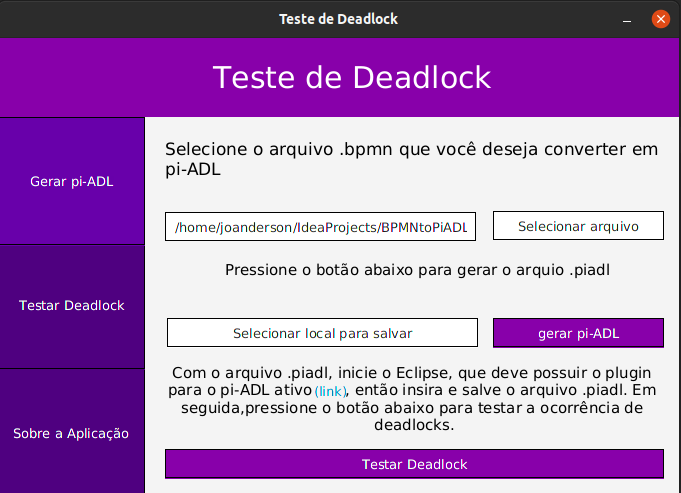 Teste de Deadlock
Teste de Deadlock
Gerar pi-ADL
Testar Deadlock
Sobre a Aplicação
Selecione o arquivo .bpmn que você deseja converter em
pi-ADL
/home/joanderson/IdeaProjects/BPMNtoPiADL
Selecionar arquivo
Pressione o botão abaixo para gerar o arquio .piadl
Selecionar local para salvar
gerar pi-ADL
Com o arquivo .piadl, inicie o Eclipse, que deve possuir o plugin
para o pi-ADL ativo(link), então insira e salve o arquivo .piadl. Em
seguida,pressione o botão abaixo para testar a ocorrência de
deadlocks.
Testar Deadlock